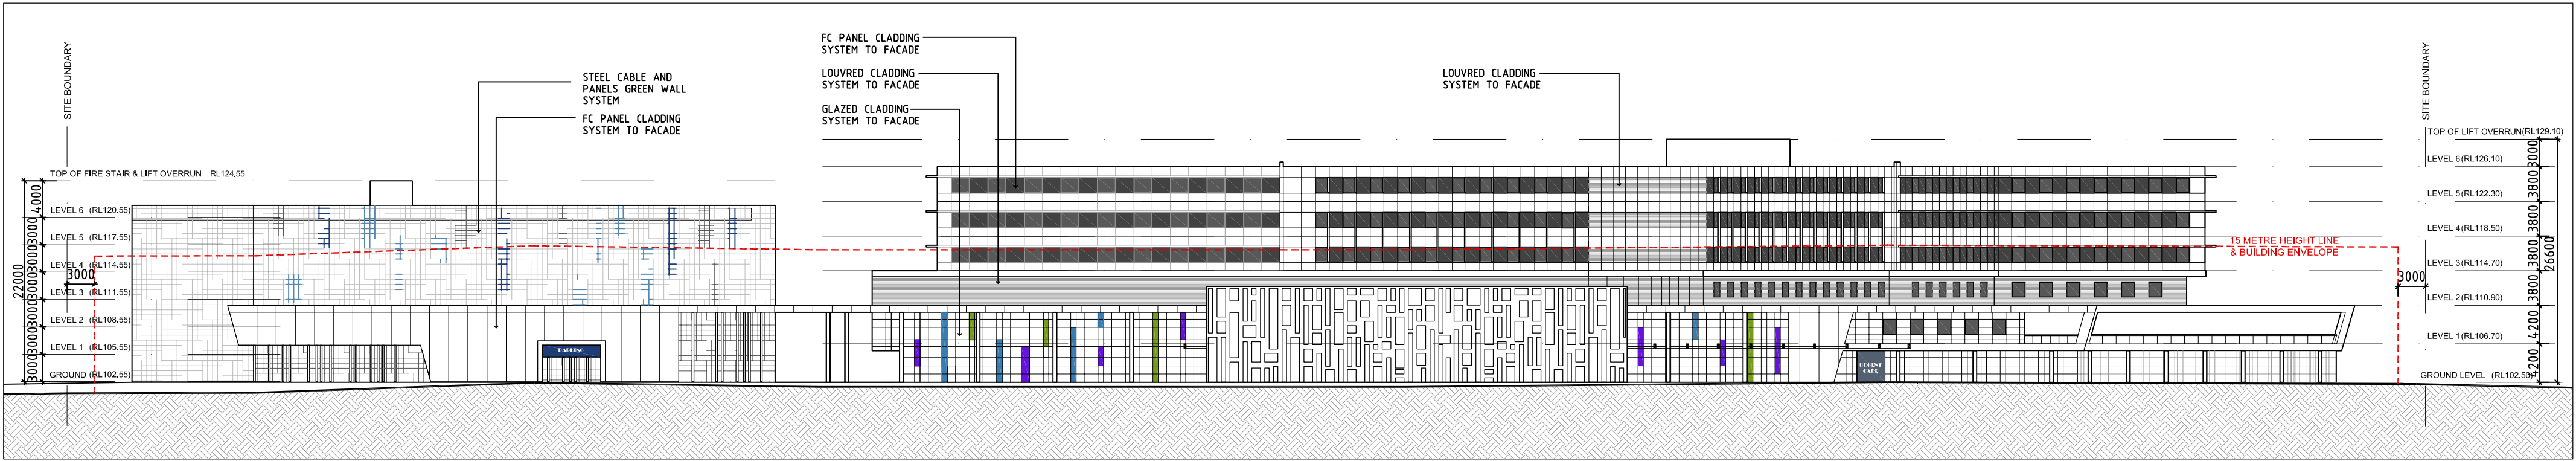 SITE BOUNDARY
TOP OF FIRE STAIR & LIFT OVERRUN RL124,55
LEVEL 6 (RL120,55)
LEVEL 5 (RL117,55)
LEVEL 4 (RL114,55)
LEVEL 3 (RL111,55)
LEVEL 2 (RL108,55)
LEVEL 1 (RL105,55)
GROUND (RL102,55)
22000
4000
3000
3000
3000
3000
3000
3000
3000
STEEL CABLE AND
PANELS GREEN WALL
SYSTEM
FC PANEL CLADDING
SYSTEM TO FACADE
PARKING
FC PANEL CLADDING
SYSTEM TO FACADE
LOUVRED CLADDING
SYSTEM TO FACADE
GLAZED CLADDING
SYSTEM TO FACADE
LOUVRED CLADDING
SYSTEM TO FACADE
URGENT
CARE
15 METRE HEIGHT LINE
& BUILDING ENVELOPE
3000
SITE BOUNDARY
TOP OF LIFT OVERRUN(RL129.10)
LEVEL 6(RL126,10)
LEVEL 5(RL122.30)
LEVEL 4(RL118,50)
LEVEL 3(RL114.70)
LEVEL 2(RL110.90)
LEVEL 1(RL106.70)
GROUND LEVEL (RL102.50)
3000
3800
3800
3800
3800
4200
4200
26600